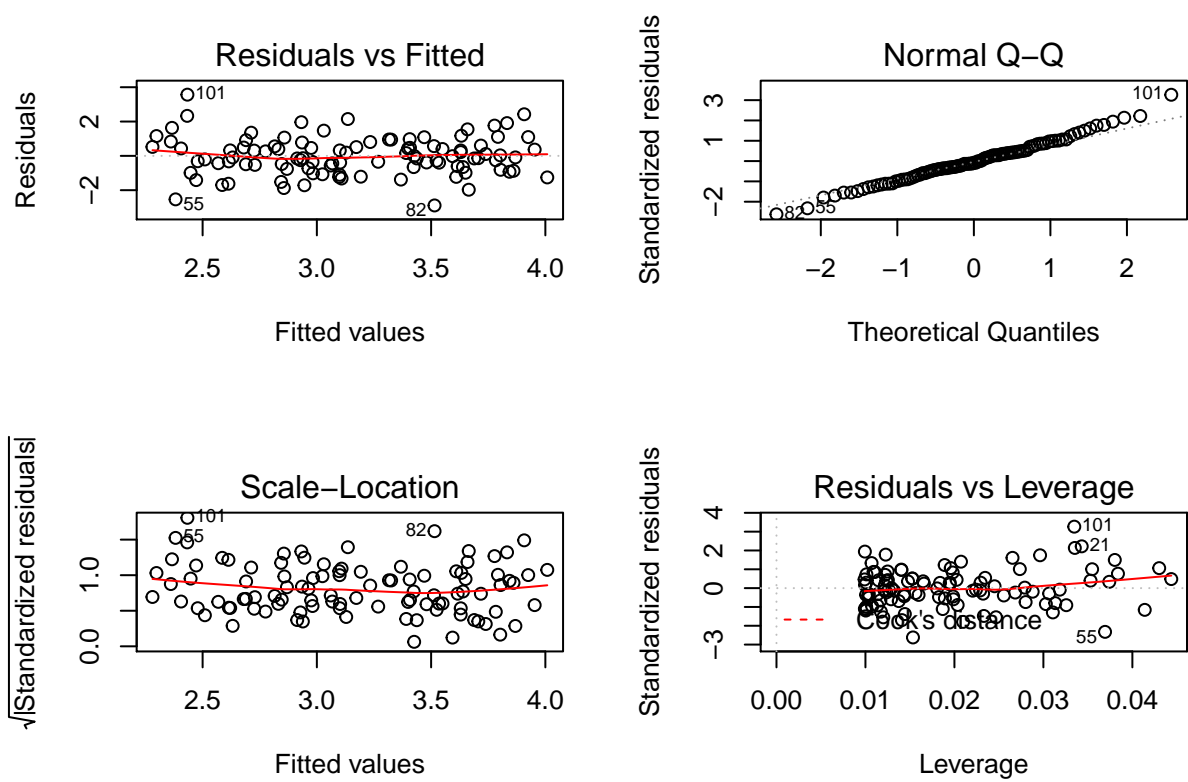 Residuals vs Fitted
Residuals
2
−2
101
55
82
2.5 3.0 3.5 4.0
Fitted values
Normal Q−Q
Standardized residuals
3
1
−2
101
82
55
−2 −1 0 1 2
Theoretical Quantiles
Scale−Location
√|Standardized residuals|
1.0
0.0
101
55
82
2.5 3.0 3.5 4.0
Fitted values
Residuals vs Leverage
Standardized residuals
4
2
0
−3
101
21
55
Cook's distance
0.00 0.01 0.02 0.03 0.04
Leverage